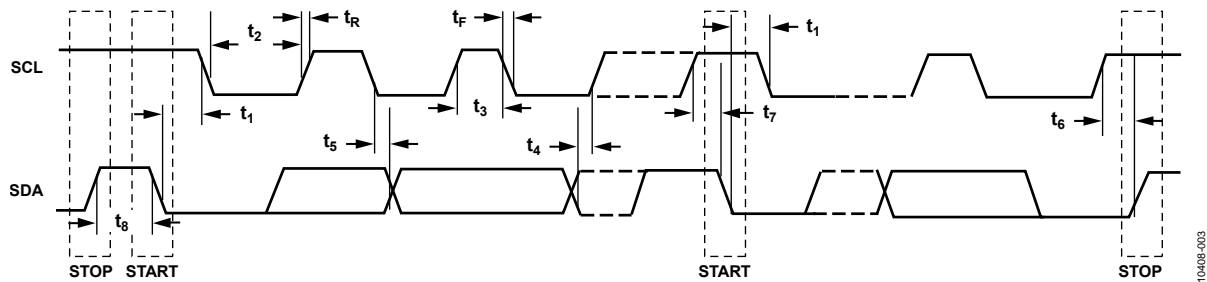 t2
tR
tF
t1
SCL
t1
t3
t7
t6
t5
t4
SDA
t8
STOP
START
START
STOP
10408-003